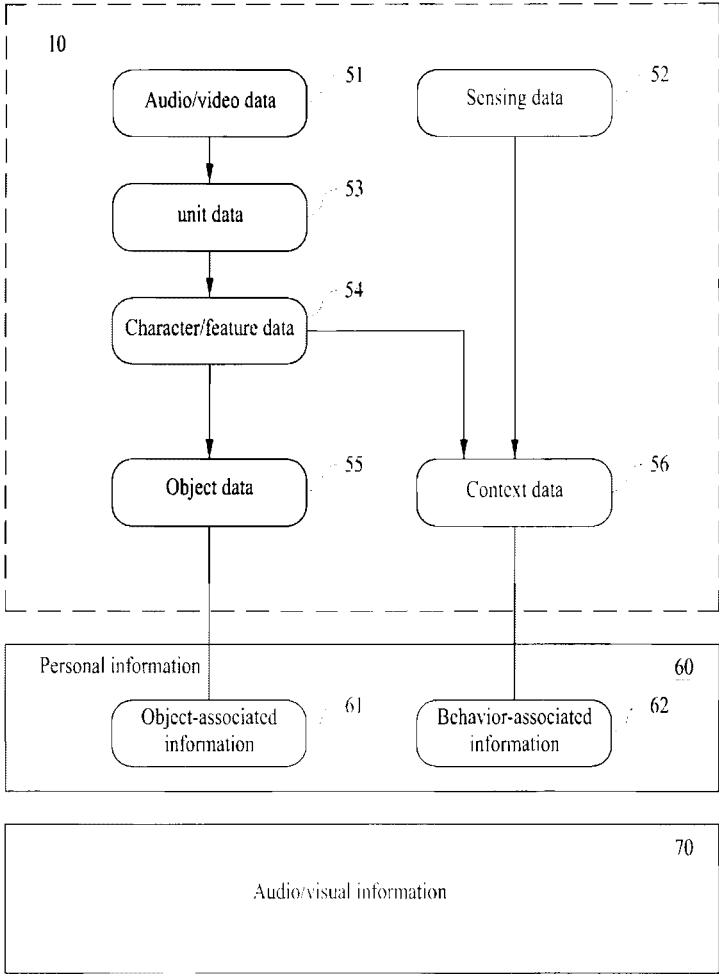 10
Audio/video data
51
Sensing data
52
unit data
53
Character/feature data
54
Object data
55
Context data
56
Personal information
60
Object-associated
information
61
Behavior-associated
information
62
70
Audio/visual information